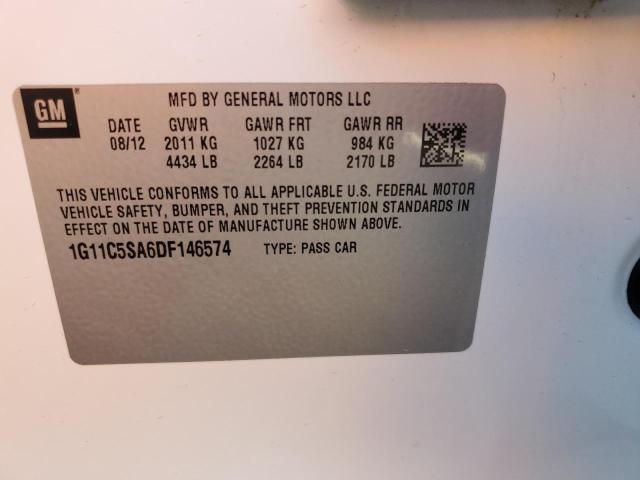 GM ®
MFD BY GENERAL MOTORS LLC
DATE GVWR GAWR FRT GAWR RR
08/12 2011 KG 1027 KG 984 KG
4434 LB 2264 LB 2170 LB
THIS VEHICLE CONFORMS TO ALL APPLICABLE U.S. FEDERAL MOTOR
VEHICLE SAFETY, BUMPER, AND THEFT PREVENTION STANDARDS IN
EFFECT ON THE DATE OF MANUFACTURE SHOWN ABOVE.
1G11C5SA6DF146574 TYPE: PASS CAR